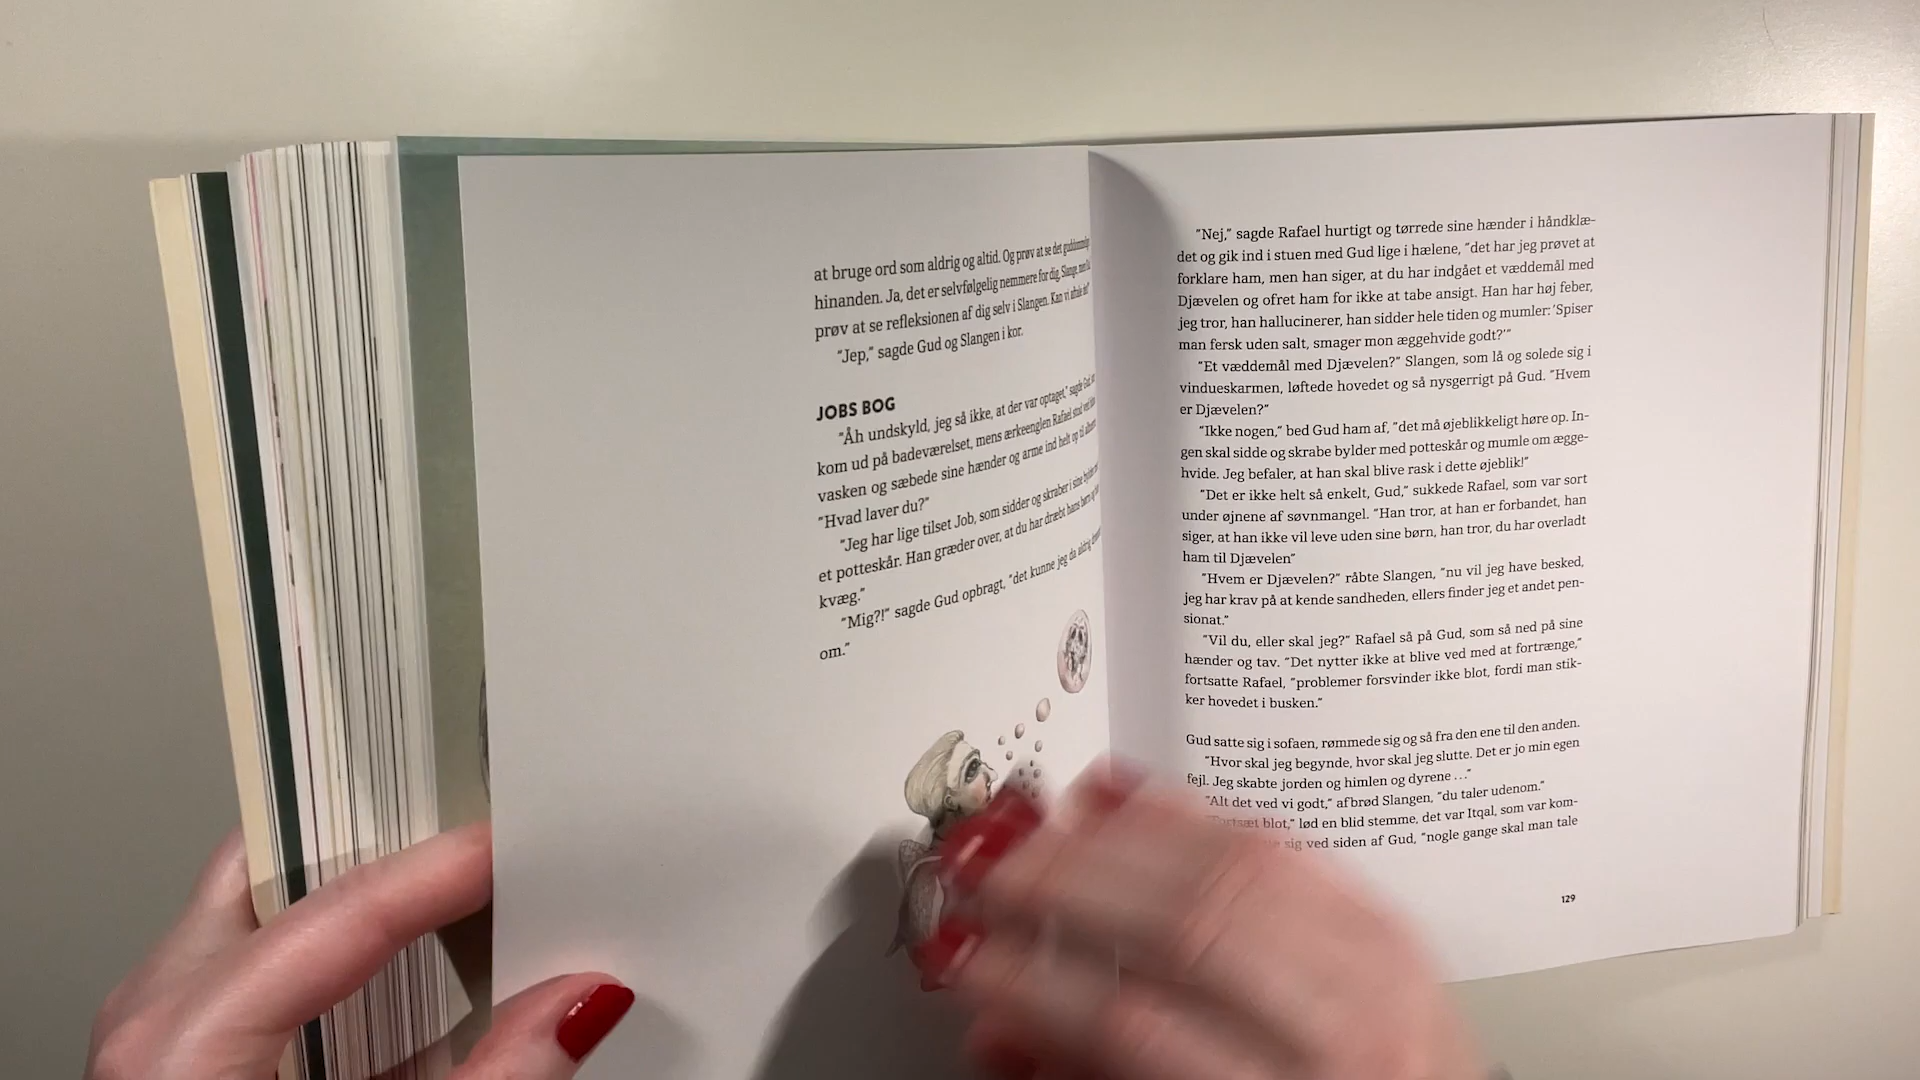 at bruge ord som aldrig og altid. Og prøv at se det guddommelige
hinanden. Ja, det er selvfølgelig nemmere for dig, Slange, men
prøv at se refleksionen af dig selv i Slangen. Kan vi aftale
"Jep," sagde Gud og Slangen i kor.
JOBS BOG
"Åh undskyld, jeg så ikke, at der var optaget," sagde Gud
kom ud på badeværelset, mens ærkeenglen Rafael stod ved
vasken og sæbede sine hænder og arme ind helt op til
"Hvad laver du?"
"Jeg har lige tilset Job, som sidder og skraber i sine bylder
et potteskår. Han græder over, at du har dræbt hans børn og
kvæg."
"Mig?!" sagde Gud opbragt, "det kunne jeg da aldrig
om."
"Nej," sagde Rafael hurtigt og tørrede sine hænder i håndklæ-
det og gik ind i stuen med Gud lige i hælene, "det har jeg prøvet at
forklare ham, men han siger, at du har indgået et væddemål med
Djævelen og ofret ham for ikke at tabe ansigt. Han har høj feber,
jeg tror, han hallucinerer, han sidder hele tiden og mumler: 'Spiser
man fersk uden salt, smager mon æggehvide godt?'"
"Et væddemål med Djævelen?" Slangen, som lå og solede sig i
vindueskarmen, løftede hovedet og så nysgerrigt på Gud. "Hvem
er Djævelen?"
"Ikke nogen," bed Gud ham af, "det må øjeblikkeligt høre op. In-
gen skal sidde og skrabe bylder med potteskår og mumle om ægge-
hvide. Jeg befaler, at han skal blive rask i dette øjeblik!"
"Det er ikke helt så enkelt, Gud," sukkede Rafael, som var sort
under øjnene af søvnmangel. "Han tror, at han er forbandet, han
siger, at han ikke vil leve uden sine børn, han tror, du har overladt
ham til Djævelen"
"Hvem er Djævelen?" råbte Slangen, "nu vil jeg have besked,
jeg har krav på at kende sandheden, ellers finder jeg et andet pen-
sionat."
"Vil du, eller skal jeg?" Rafael så på Gud, som så ned på sine
hænder og tav. "Det nytter ikke at blive ved med at fortrænge,"
fortsatte Rafael, "problemer forsvinder ikke blot, fordi man stik-
ker hovedet i busken."
Gud satte sig i sofaen, rømmede sig og så fra den ene til den anden.
"Hvor skal jeg begynde, hvor skal jeg slutte. Det er jo min egen
fejl. Jeg skabte jorden og himlen og dyrene ..."
"Alt det ved vi godt," afbrød Slangen, "du taler udenom."
"Fortsæt blot," lød en blid stemme, det var Itqal, som var kom-
sig ved siden af Gud, "nogle gange skal man tale
129